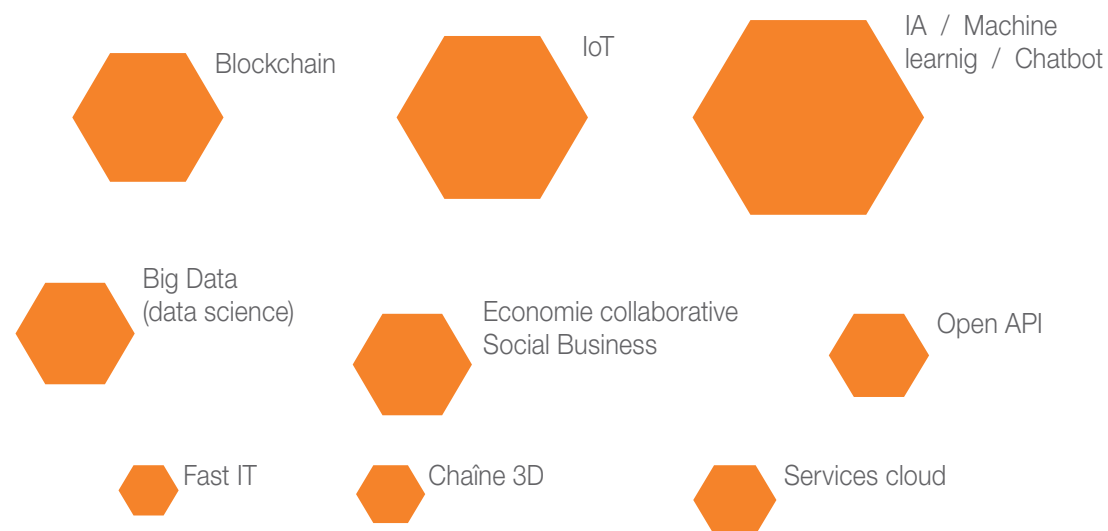 Blockchain
IoT
IA / Machine
learnig / Chatbot
Big Data
(data science)
Economie collaborative
Social Business
Open API
Fast IT
Chaîne 3D
Services cloud